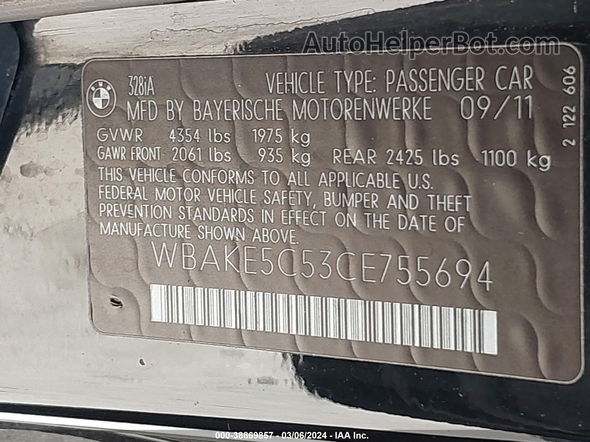 AutoHelperBot.com
BMW
328iA
VEHICLE TYPE: PASSENGER CAR
MFD BY BAYERISCHE MOTORENWERKE 09/11
GVWR 4354 lbs 1975 kg
GAWR FRONT 2061 lbs 935 kg REAR 2425 lbs 1100 kg
THIS VEHICLE CONFORMS TO ALL APPLICABLE U.S.
FEDERAL MOTOR VEHICLE SAFETY, BUMPER AND THEFT
PREVENTION STANDARDS IN EFFECT ON THE DATE OF
MANUFACTURE SHOWN ABOVE.
WBAKE5C53CE755694
2 122 606
000-38869857 - 03/06/2024 - IAA Inc.